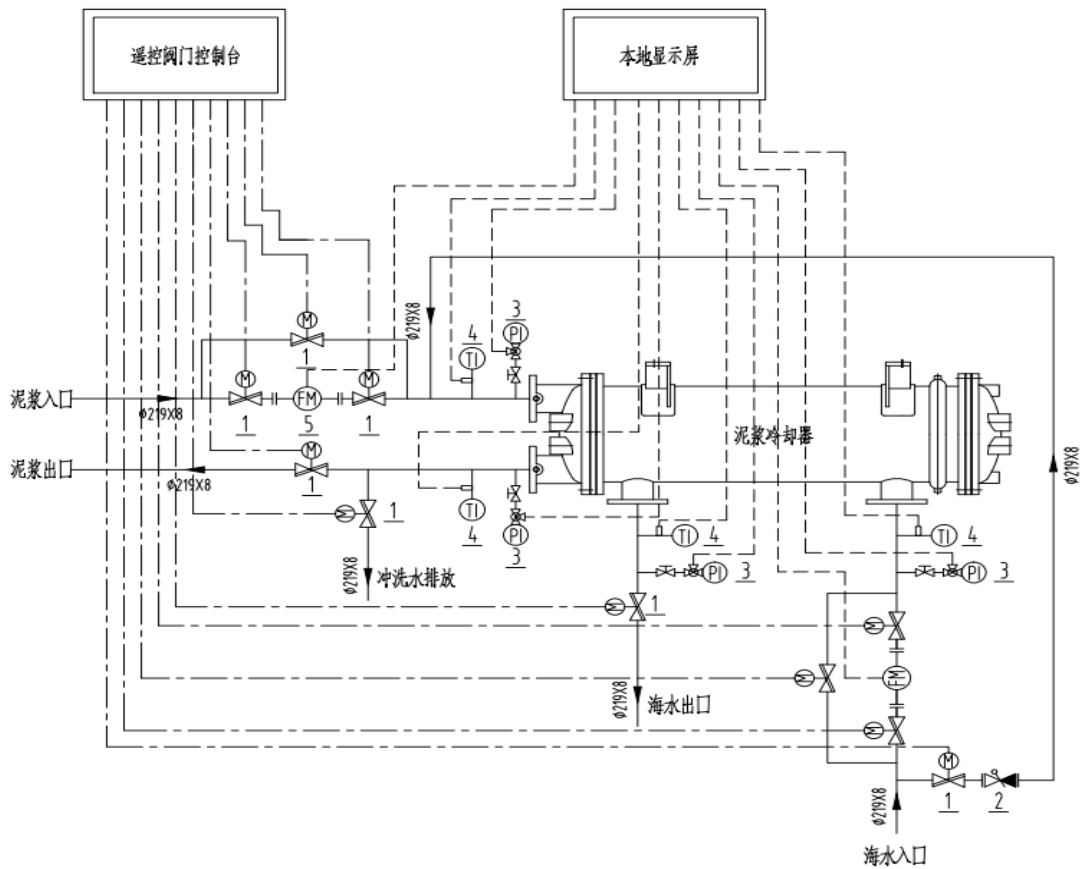 遥控阀门控制台
本地显示屏
M
Φ219X8
3
PI
4
TI
1
M
M
泥浆入口
FM
Φ219X8
1
5
1
M
泥浆冷却器
泥浆出口
Φ219X8
1
Φ219X8
M
1
TI
4
PI
3
TI
4
TI
4
Φ219X8
冲洗水排放
PI
3
PI
3
M
1
M
FM
M
Φ219X8
海水出口
M
M
Φ219X8
1
2
海水入口